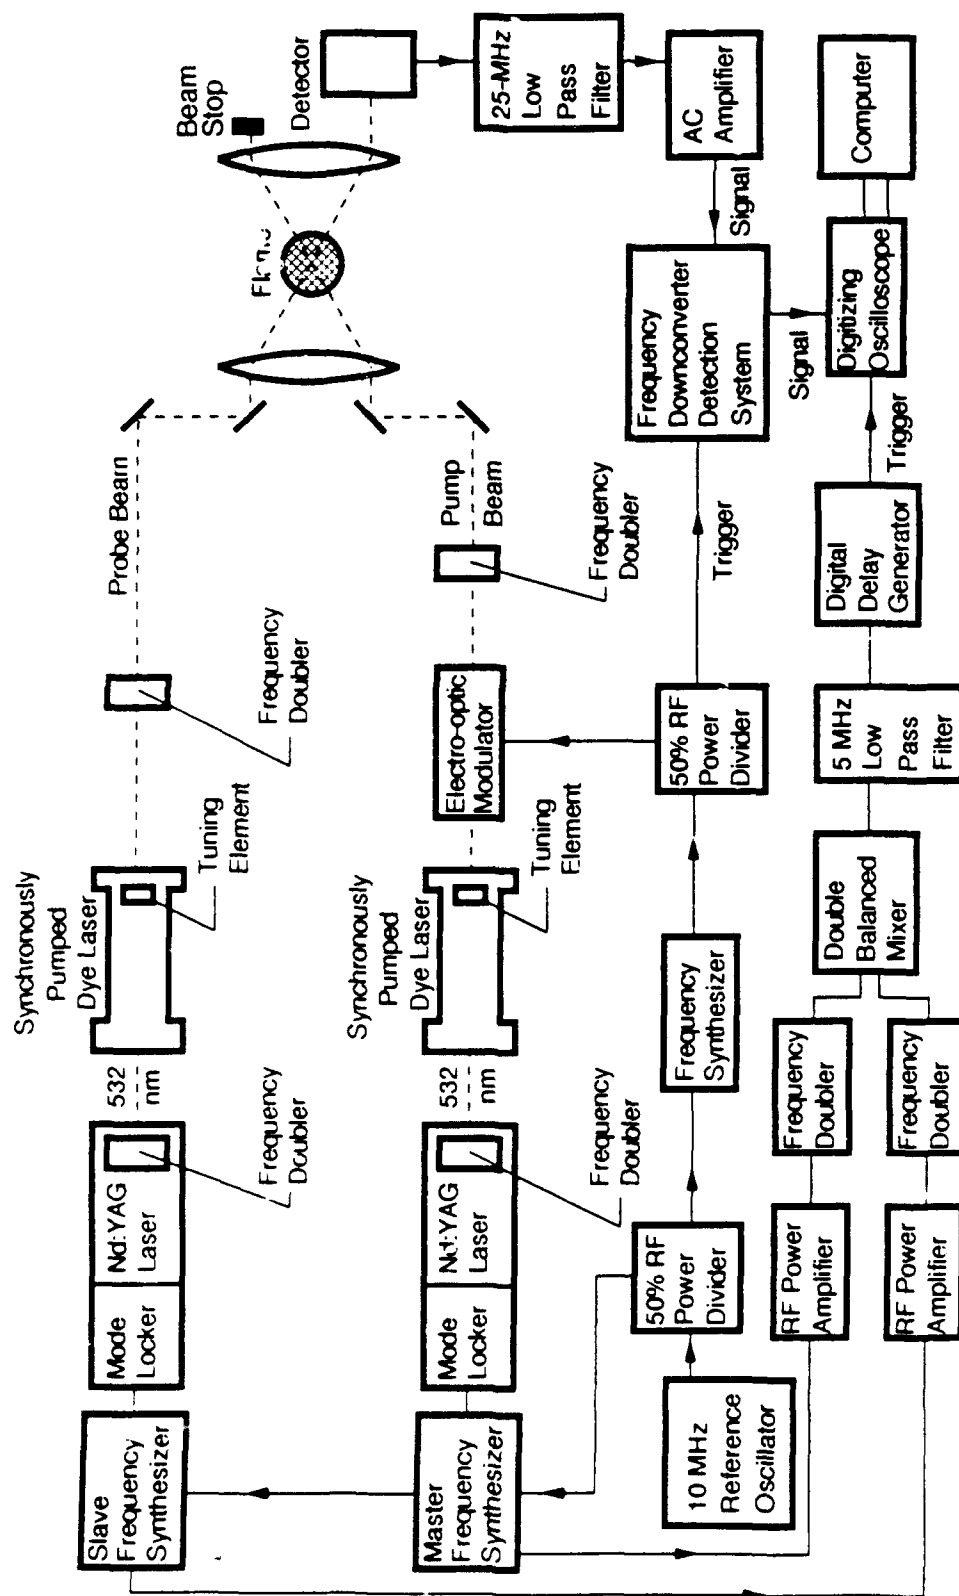 Slave
Frequency
Synthesizer
Mode
Locker
Nd:YAG
Laser
Frequency
Doubler
532
nm
Synchronously
Pumped
Dye Laser
Tuning
Element
Frequency
Doubler
Probe Beam
Beam
Stop
Detector
Master
Frequency
Synthesizer
Mode
Locker
Nd:YAG
Laser
Frequency
Doubler
532
nm
Synchronously
Pumped
Dye Laser
Tuning
Element
Electro-optic
Modulator
Frequency
Doubler
Pump
Beam
25-MHz
Low
Pass
Filter
10 MHz
Reference
Oscillator
50% RF
Power
Divider
Frequency
Synthesizer
50% RF
Power
Divider
Trigger
Frequency
Downconverter
Detection
System
Signal
AC
Amplifier
RF Power
Amplifier
Frequency
Doubler
RF Power
Amplifier
Frequency
Doubler
Double
Balanced
Mixer
5 MHz
Low
Pass
Filter
Digital
Delay
Generator
Trigger
Signal
Digitizing
Oscilloscope
Computer